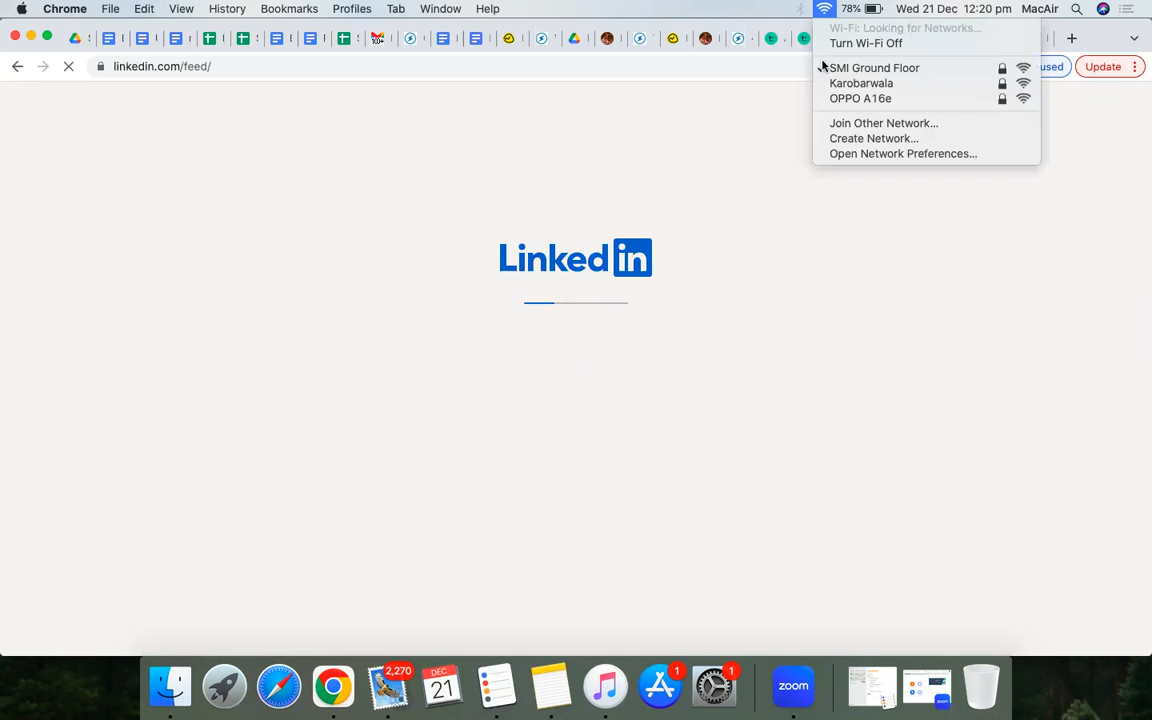 Chrome File Edit View History Bookmarks Profiles Tab Window Help 78% Wed 21 Dec 12:20 pm MacAir
Wi-Fi: Looking for Networks...
Turn Wi-Fi Off
SMI Ground Floor
Karobarwala
OPPO A16e
Join Other Network...
Create Network...
Open Network Preferences...
linkedin.com/feed/ used Update
Linked in
2,270
DEC
21
1
1
zoom